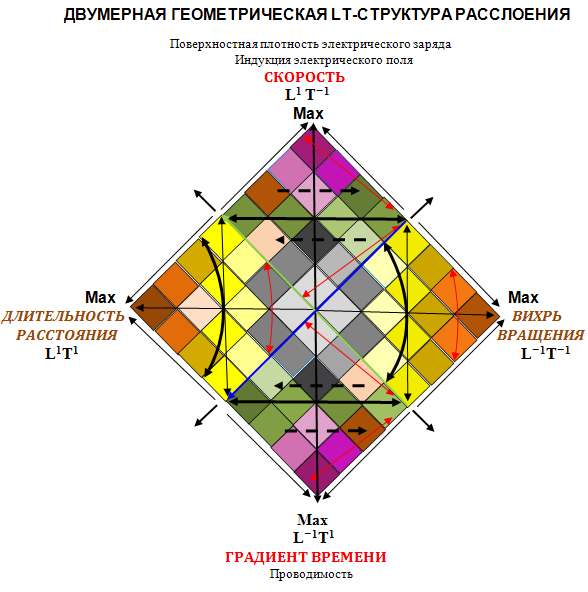 ДВУМЕРНАЯ ГЕОМЕТРИЧЕСКАЯ LT-СТРУКТУРА РАССЛОЕНИЯ
Поверхностная плотность электрического заряда
Индукция электрического поля
СКОРОСТЬ
L¹ T⁻¹
Max
Max
ДЛИТЕЛЬНОСТЬ
РАССТОЯНИЯ
L¹T¹
Max
ВИХРЬ
ВРАЩЕНИЯ
L⁻¹T⁻¹
Max
L⁻¹T¹
ГРАДИЕНТ ВРЕМЕНИ
Проводимость